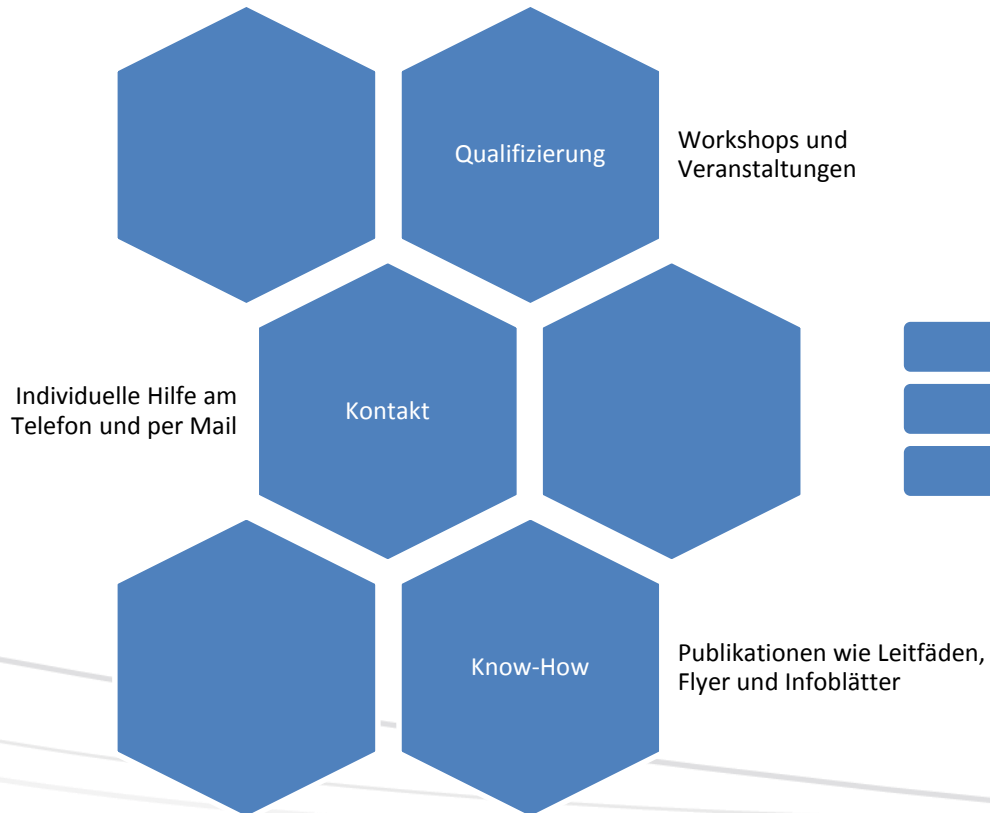 Qualifizierung
Workshops und
Veranstaltungen
Individuelle Hilfe am
Telefon und per Mail
Kontakt
Know-How
Publikationen wie Leitfäden,
Flyer und Infoblätter